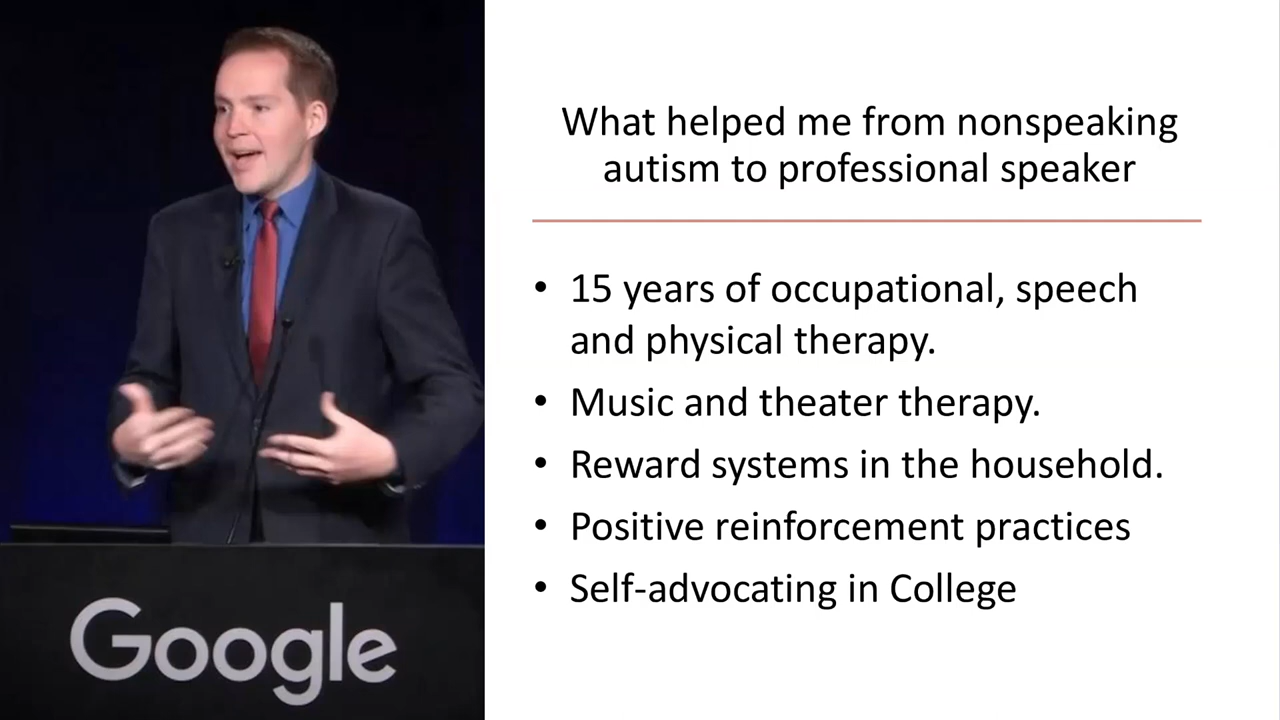 What helped me from nonspeaking
autism to professional speaker
• 15 years of occupational, speech
and physical therapy.
• Music and theater therapy.
• Reward systems in the household.
• Positive reinforcement practices
• Self-advocating in College
Google